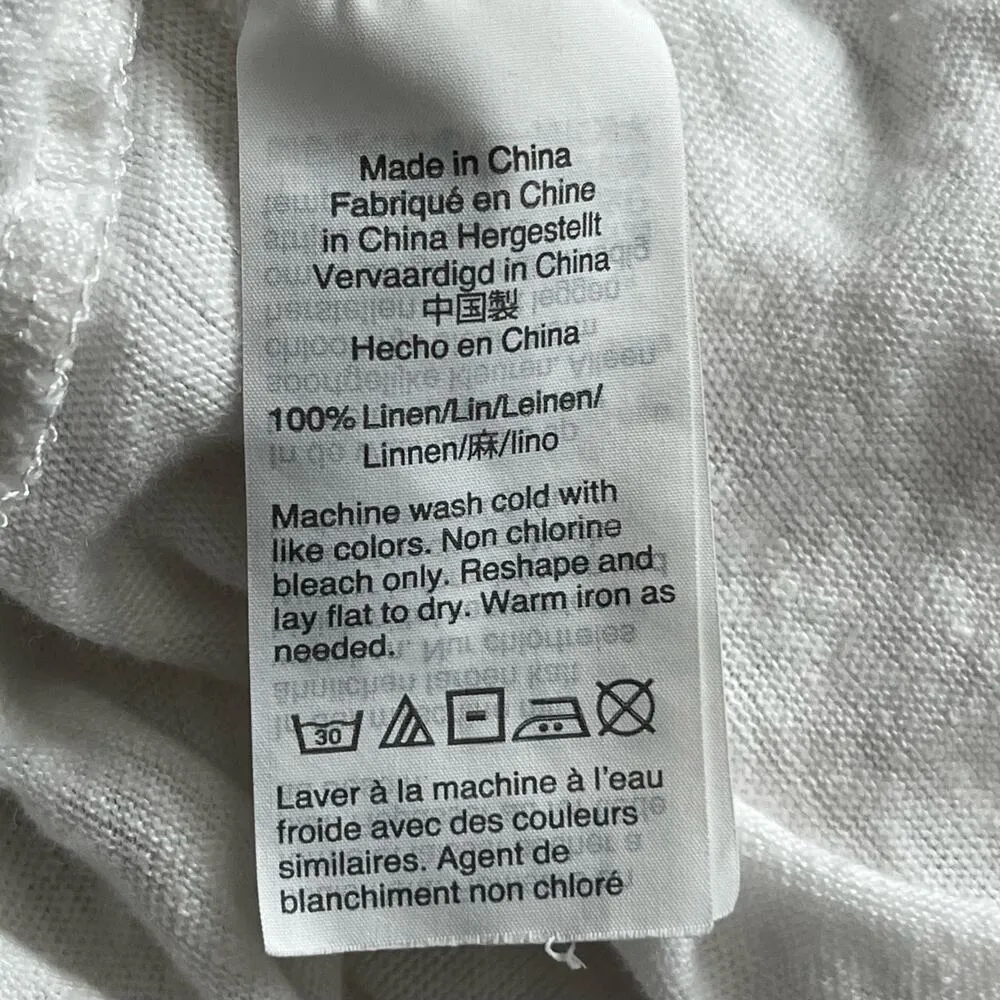 Made in China
Fabriqué en Chine
in China Hergestellt
Vervaardigd in China
中国製
Hecho en China
100% Linen/Lin/Leinen/
Linnen/麻/lino
Machine wash cold with
like colors. Non chlorine
bleach only. Reshape and
lay flat to dry. Warm iron as
needed.
30
Laver à la machine à l'eau
froide avec des couleurs
similaires. Agent de
blanchiment non chloré